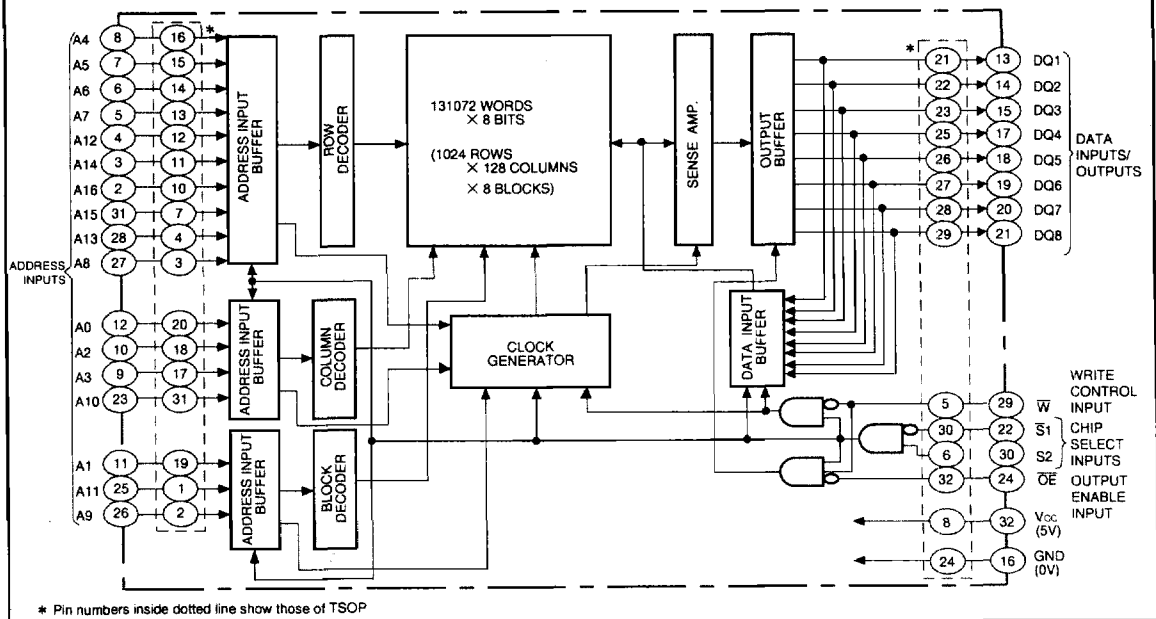 ADDRESS INPUTS
A4 8 16 *
A5 7 15
A6 6 14
A7 5 13
A12 4 12
A14 3 11
A16 2 10
A15 31 7
A13 28 4
A8 27 3
A0 12 20
A2 10 18
A3 9 17
A10 23 31
A1 11 19
A11 25 1
A9 26 2
ADDRESS INPUT BUFFER
ROW DECODER
131072 WORDS
× 8 BITS
(1024 ROWS
× 128 COLUMNS
× 8 BLOCKS)
SENSE AMP.
OUTPUT BUFFER
ADDRESS INPUT BUFFER
COLUMN DECODER
CLOCK
GENERATOR
DATA INPUT BUFFER
ADDRESS INPUT BUFFER
BLOCK DECODER
*
21 13 DQ1
22 14 DQ2
23 15 DQ3
25 17 DQ4
26 18 DQ5
27 19 DQ6
28 20 DQ7
29 21 DQ8
DATA
INPUTS/
OUTPUTS
5 29 W̅
WRITE
CONTROL
INPUT
30 22 S̅1
6 30 S2
CHIP
SELECT
INPUTS
32 24 O̅E̅
OUTPUT
ENABLE
INPUT
8 32 Vcc
(5V)
24 16 GND
(0V)
* Pin numbers inside dotted line show those of TSOP